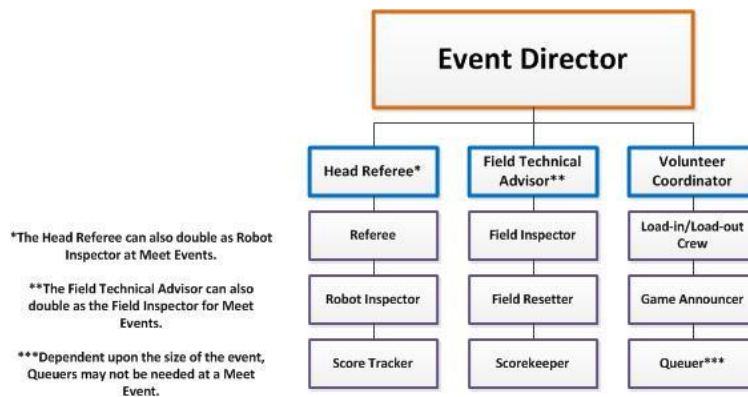 Event Director
Head Referee*
Field Technical
Advisor**
Volunteer
Coordinator
Referee
Field Inspector
Load-in/Load-out
Crew
Robot Inspector
Field Resetter
Game Announcer
Score Tracker
Scorekeeper
Queuer***
*The Head Referee can also double as Robot
Inspector at Meet Events.
**The Field Technical Advisor can also
double as the Field Inspector for Meet
Events.
***Dependent upon the size of the event,
Queuers may not be needed at a Meet
Event.